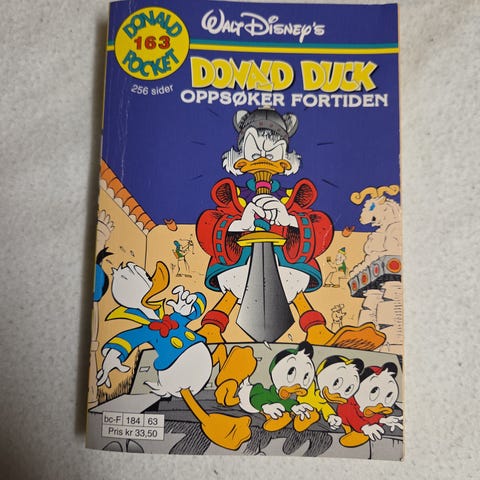 DONALD
163
POCKET
256 sider
WALT DISNEY'S
DONALD DUCK
OPPSØKER FORTIDEN
bc-F 184 63
Pris kr 33,50